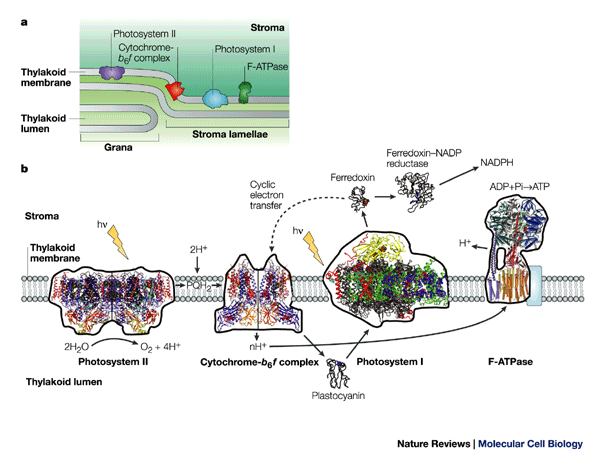 a
Photosystem II
Stroma
Cytochrome-
b₆f complex
Photosystem I
F-ATPase
Thylakoid
membrane
Thylakoid
lumen
Stroma lamellae
Grana
b
Ferredoxin–NADP
reductase
NADPH
Ferredoxin
Cyclic
electron
transfer
ADP+Pi→ATP
Stroma
hν
hν
H⁺
2H⁺
Thylakoid
membrane
PQH₂
2H₂O
O₂ + 4H⁺
nH⁺
Photosystem II
Cytochrome-b₆f complex
Photosystem I
F-ATPase
Thylakoid lumen
Plastocyanin
Nature Reviews | Molecular Cell Biology